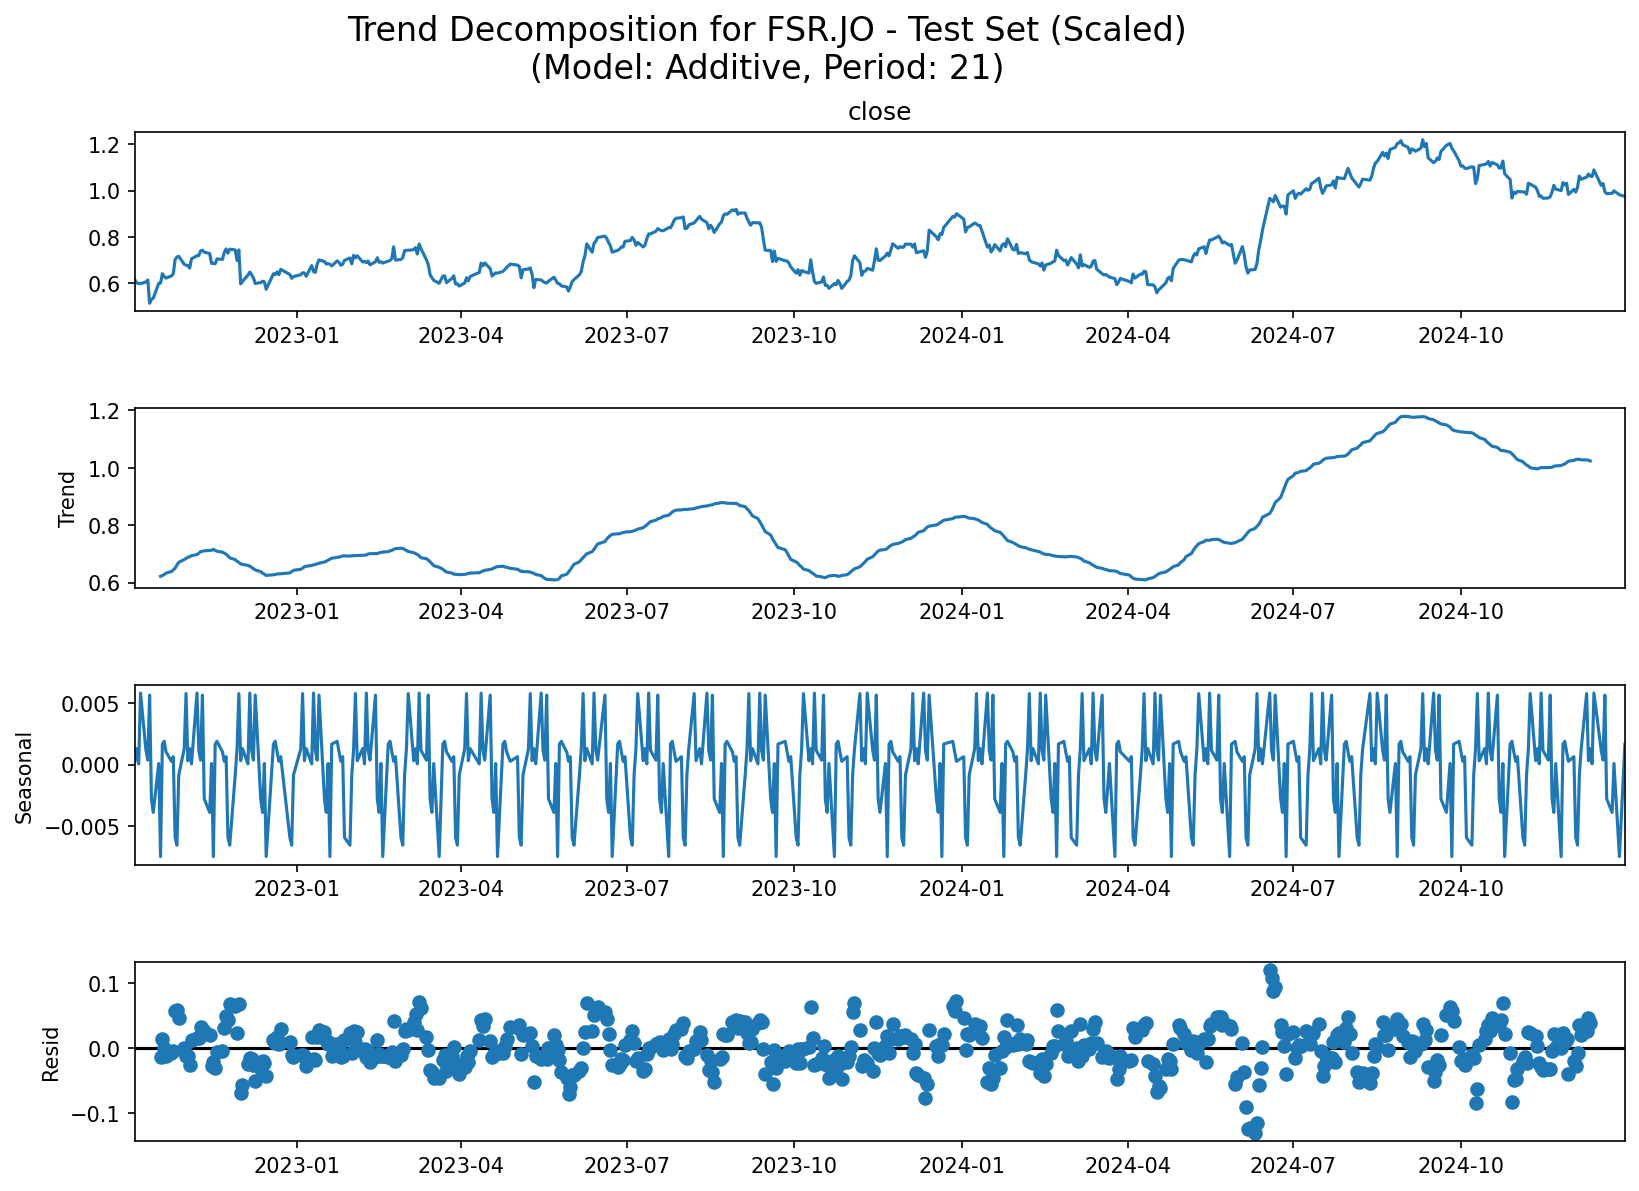 Trend Decomposition for FSR.JO - Test Set (Scaled)
(Model: Additive, Period: 21)
close
1.2
1.0
0.8
0.6
2023-01 2023-04 2023-07 2023-10 2024-01 2024-04 2024-07 2024-10
Trend
1.2
1.0
0.8
0.6
2023-01 2023-04 2023-07 2023-10 2024-01 2024-04 2024-07 2024-10
Seasonal
0.005
0.000
−0.005
2023-01 2023-04 2023-07 2023-10 2024-01 2024-04 2024-07 2024-10
Resid
0.1
0.0
−0.1
2023-01 2023-04 2023-07 2023-10 2024-01 2024-04 2024-07 2024-10